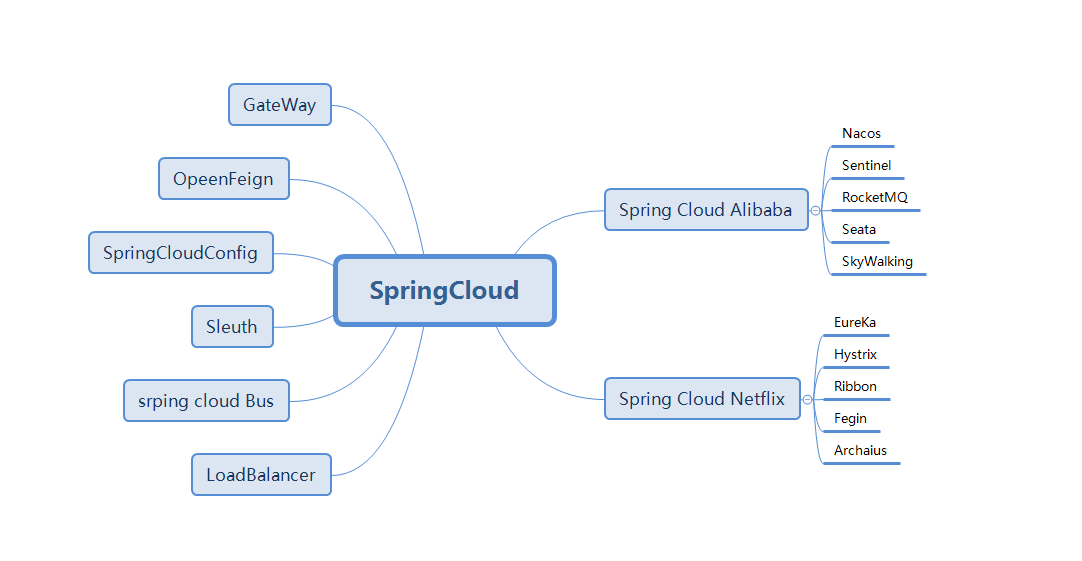 GateWay
OpeenFeign
SpringCloudConfig
Sleuth
srping cloud Bus
LoadBalancer
SpringCloud
Spring Cloud Alibaba
Nacos
Sentinel
RocketMQ
Seata
SkyWalking
Spring Cloud Netflix
EureKa
Hystrix
Ribbon
Fegin
Archaius